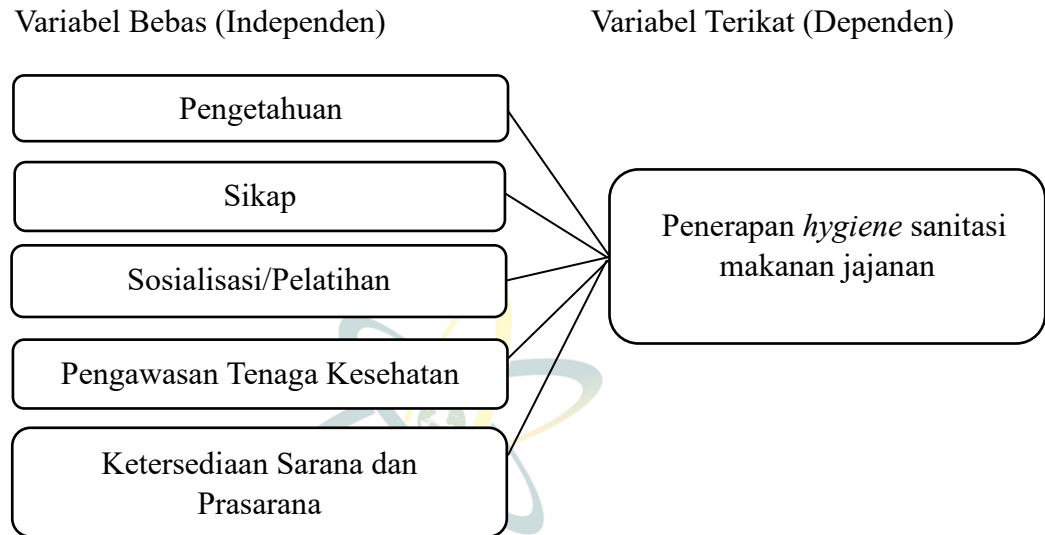 Variabel Bebas (Independen)
Variabel Terikat (Dependen)
Pengetahuan
Sikap
Sosialisasi/Pelatihan
Pengawasan Tenaga Kesehatan
Ketersediaan Sarana dan
Prasarana
Penerapan hygiene sanitasi
makanan jajanan